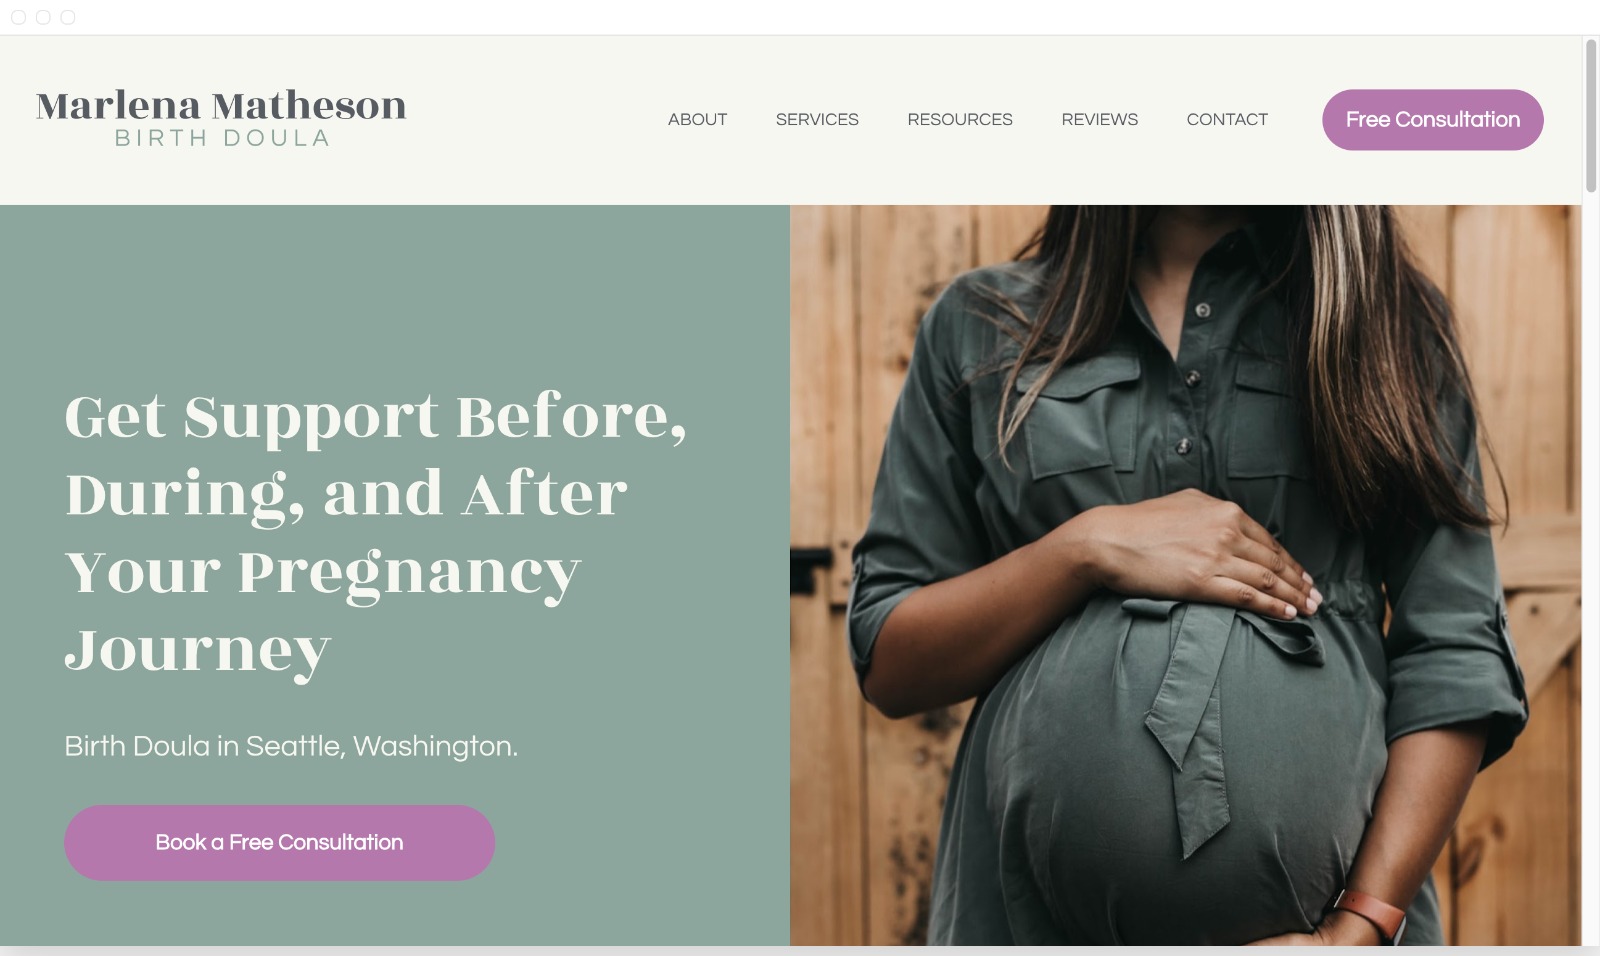 Marlena Matheson
BIRTH DOULA
ABOUT SERVICES RESOURCES REVIEWS CONTACT Free Consultation
Get Support Before,
During, and After
Your Pregnancy
Journey
Birth Doula in Seattle, Washington.
Book a Free Consultation